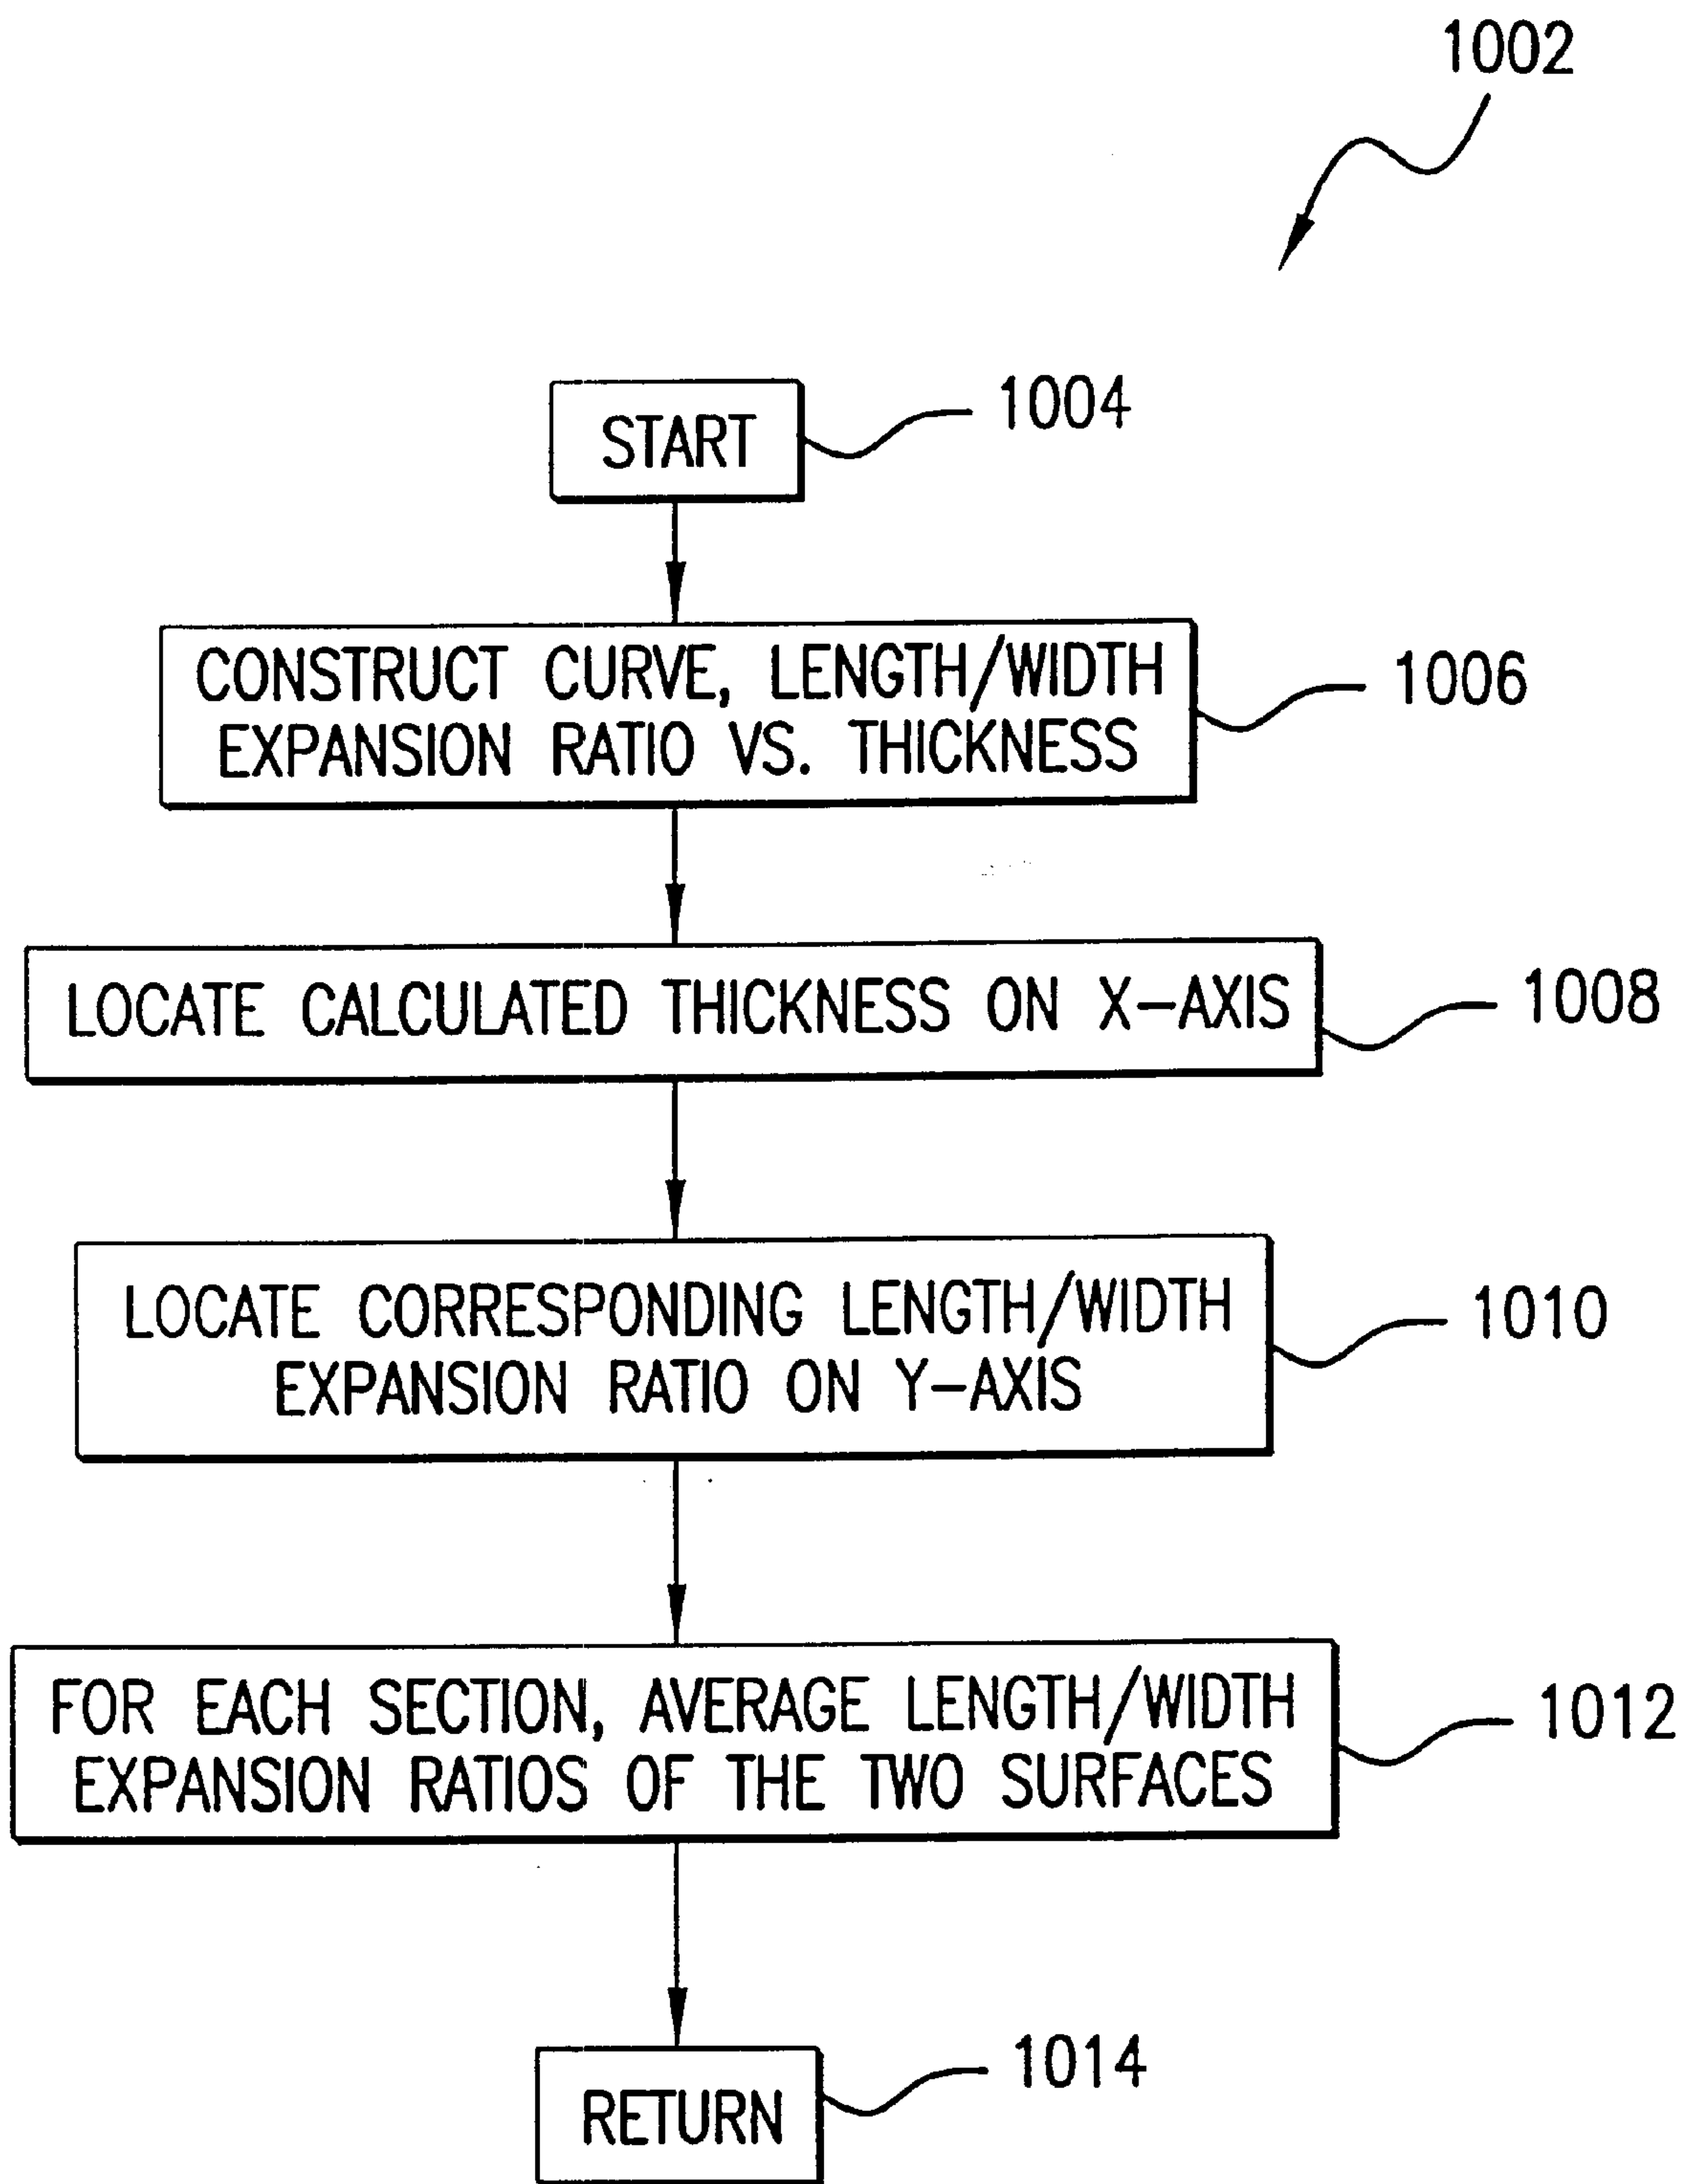 1002
START
1004
CONSTRUCT CURVE, LENGTH/WIDTH
EXPANSION RATIO VS. THICKNESS
1006
LOCATE CALCULATED THICKNESS ON X-AXIS
1008
LOCATE CORRESPONDING LENGTH/WIDTH
EXPANSION RATIO ON Y-AXIS
1010
FOR EACH SECTION, AVERAGE LENGTH/WIDTH
EXPANSION RATIOS OF THE TWO SURFACES
1012
RETURN
1014